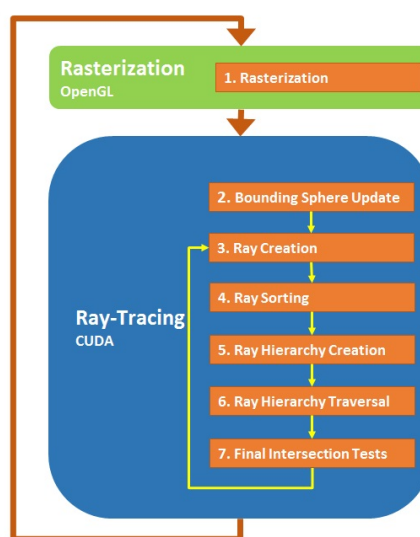 Rasterization
OpenGL
1. Rasterization
2. Bounding Sphere Update
3. Ray Creation
4. Ray Sorting
Ray-Tracing
CUDA
5. Ray Hierarchy Creation
6. Ray Hierarchy Traversal
7. Final Intersection Tests